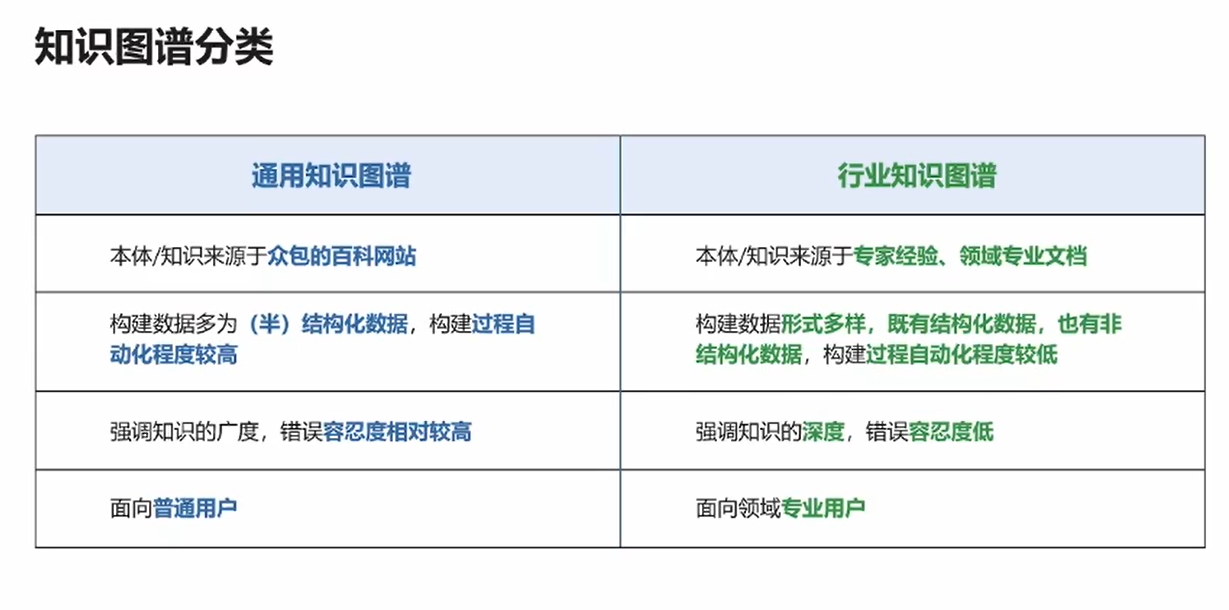 知识图谱分类
通用知识图谱
行业知识图谱
本体/知识来源于众包的百科网站
本体/知识来源于专家经验、领域专业文档
构建数据多为（半）结构化数据，构建过程自
动化程度较高
构建数据形式多样，既有结构化数据，也有非
结构化数据，构建过程自动化程度较低
强调知识的广度，错误容忍度相对较高
强调知识的深度，错误容忍度低
面向普通用户
面向领域专业用户